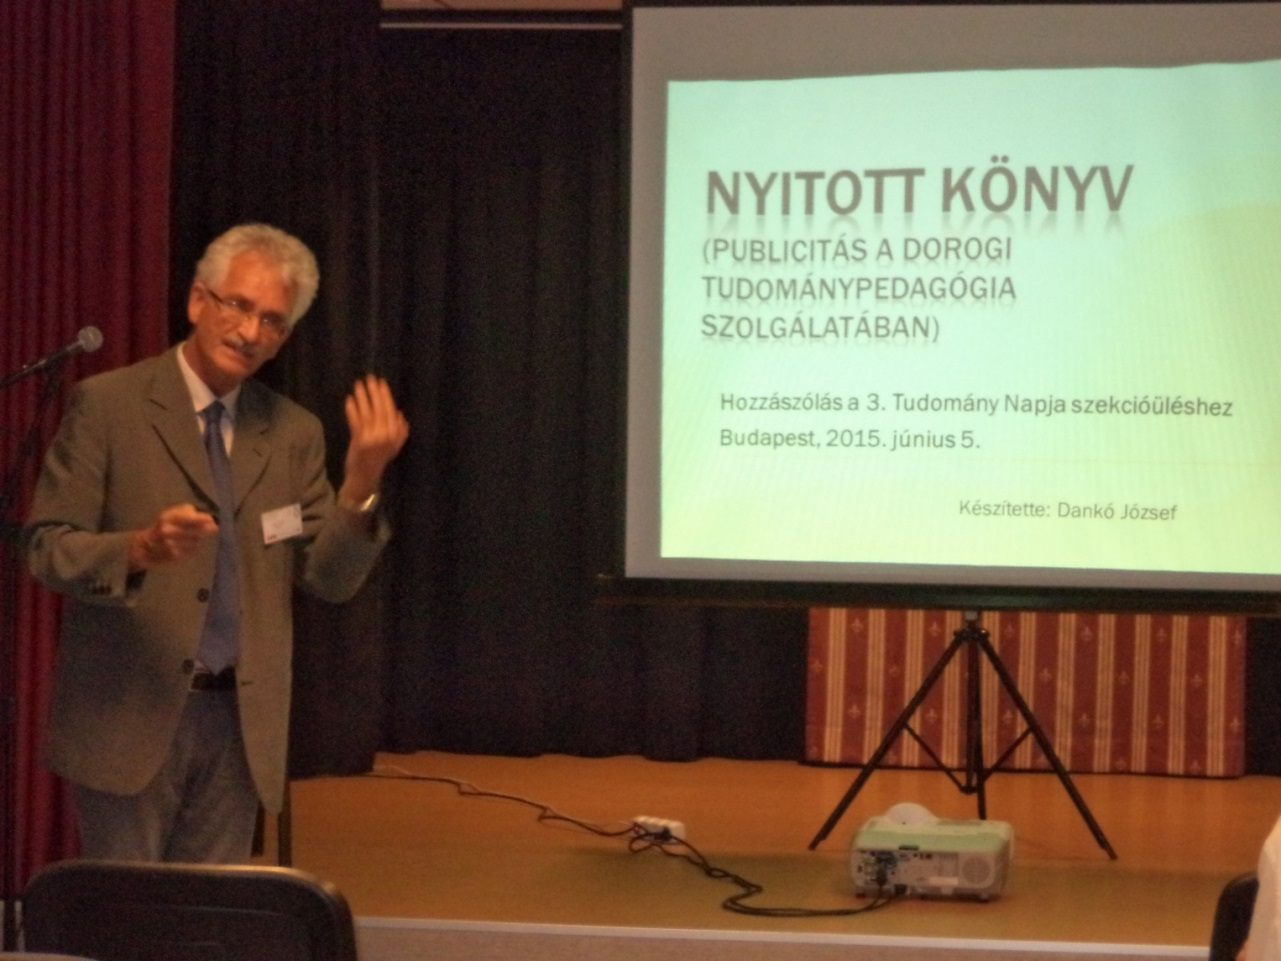 NYITOTT KÖNYV
(PUBLICITÁS A DOROGI
TUDOMÁNYPEDAGÓGIA
SZOLGÁLATÁBAN)
Hozzászólás a 3. Tudomány Napja szekcióüléshez
Budapest, 2015. június 5.
Készítette: Dankó József